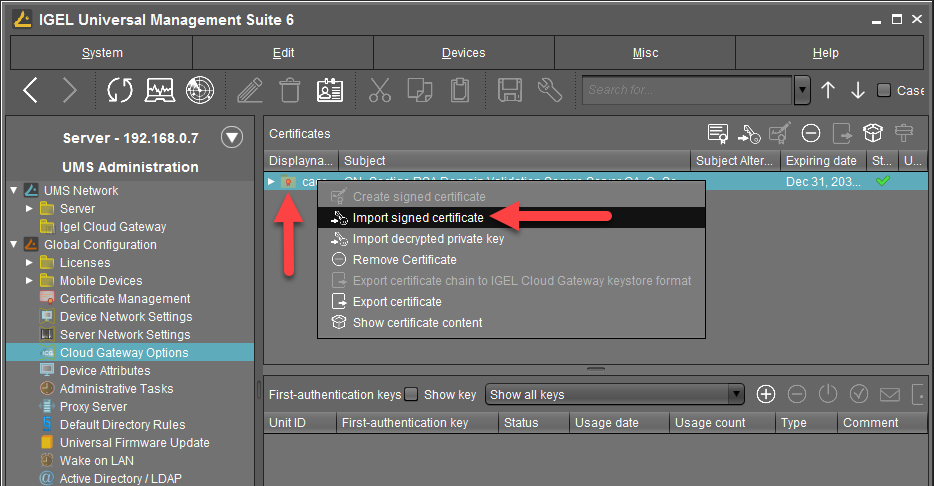 IGEL Universal Management Suite 6
System Edit Devices Misc Help
Search for... Case
Server - 192.168.0.7
UMS Administration
UMS Network
Server
Igel Cloud Gateway
Global Configuration
Licenses
Mobile Devices
Certificate Management
Device Network Settings
Server Network Settings
Cloud Gateway Options
Device Attributes
Administrative Tasks
Proxy Server
Default Directory Rules
Universal Firmware Update
Wake on LAN
Active Directory / LDAP
Certificates
Displayna... Subject Subject Alter... Expiring date St... U...
Dec 31, 203...
Create signed certificate
Import signed certificate
Import decrypted private key
Remove Certificate
Export certificate chain to IGEL Cloud Gateway keystore format
Export certificate
Show certificate content
First-authentication keys Show key Show all keys
Unit ID First-authentication key Status Usage date Usage count Type Comment